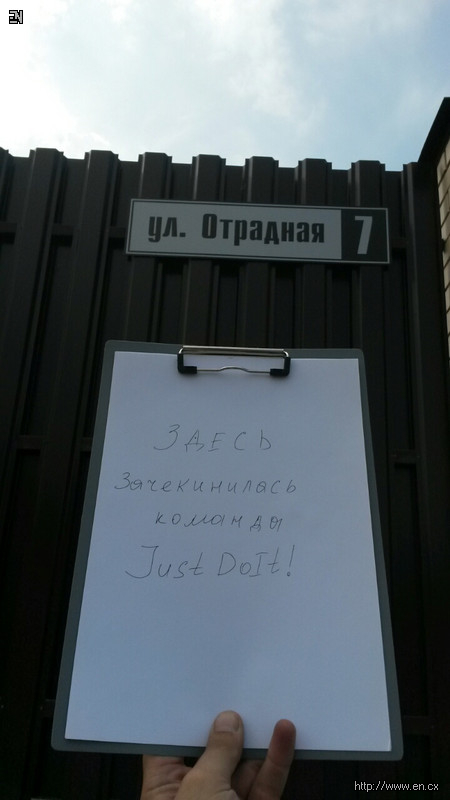 EN
ул. Отрадная 7
ЗДЕСЬ
Зачекинилась
команда
Just DoIt!
http://www.en.cx